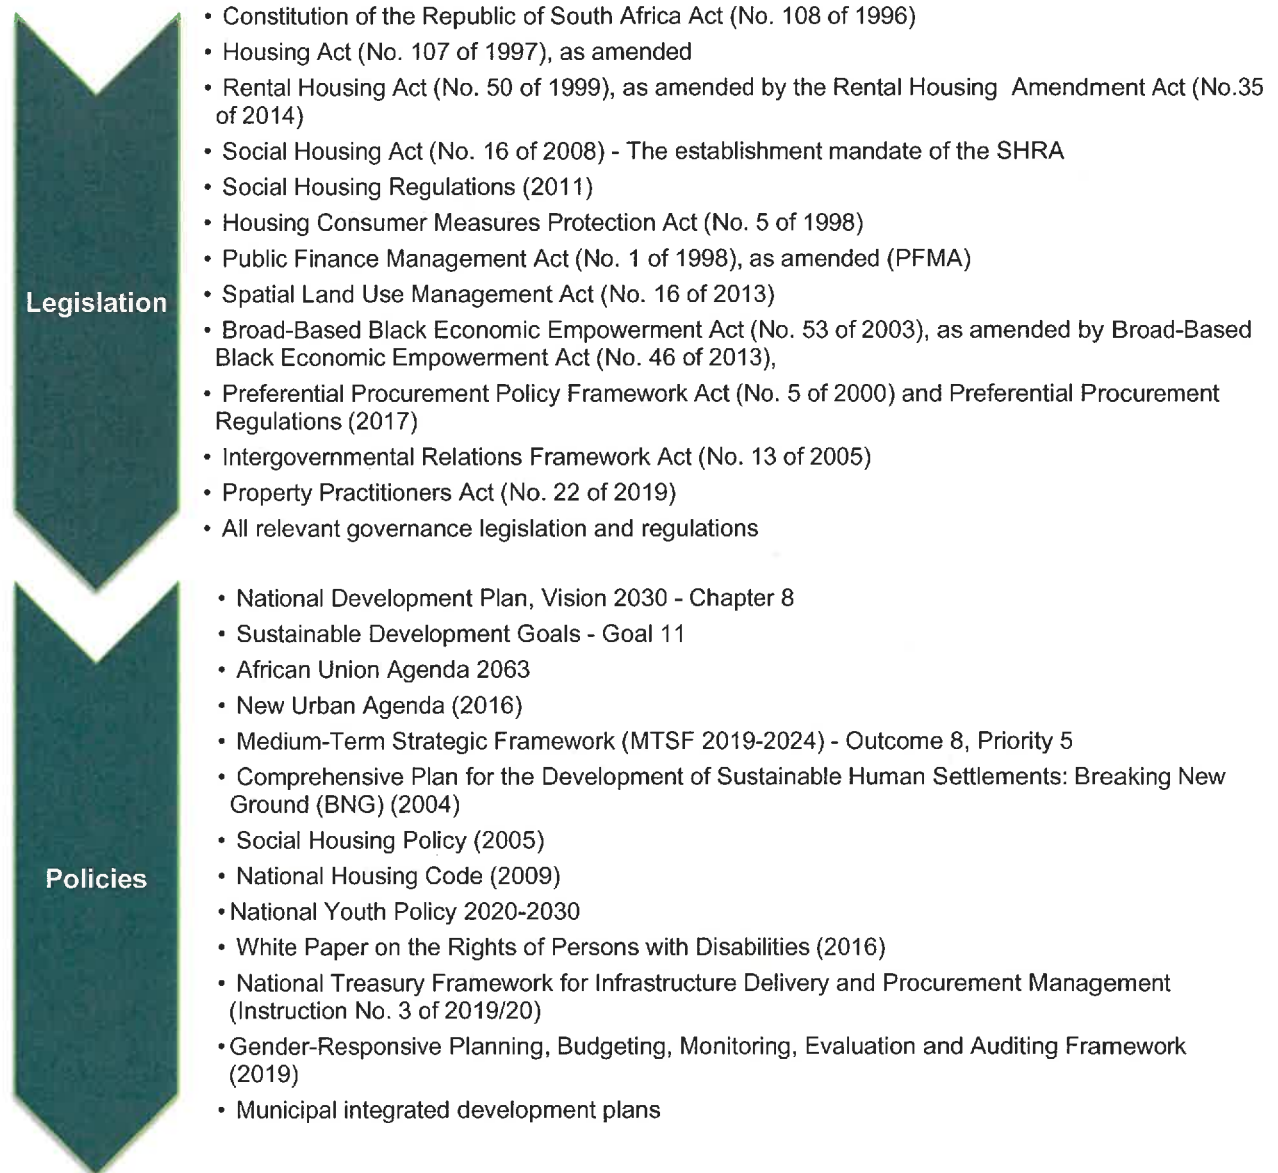 Legislation
• Constitution of the Republic of South Africa Act (No. 108 of 1996)
• Housing Act (No. 107 of 1997), as amended
• Rental Housing Act (No. 50 of 1999), as amended by the Rental Housing Amendment Act (No.35
of 2014)
• Social Housing Act (No. 16 of 2008) - The establishment mandate of the SHRA
• Social Housing Regulations (2011)
• Housing Consumer Measures Protection Act (No. 5 of 1998)
• Public Finance Management Act (No. 1 of 1998), as amended (PFMA)
• Spatial Land Use Management Act (No. 16 of 2013)
• Broad-Based Black Economic Empowerment Act (No. 53 of 2003), as amended by Broad-Based
Black Economic Empowerment Act (No. 46 of 2013),
• Preferential Procurement Policy Framework Act (No. 5 of 2000) and Preferential Procurement
Regulations (2017)
• Intergovernmental Relations Framework Act (No. 13 of 2005)
• Property Practitioners Act (No. 22 of 2019)
• All relevant governance legislation and regulations
Policies
• National Development Plan, Vision 2030 - Chapter 8
• Sustainable Development Goals - Goal 11
• African Union Agenda 2063
• New Urban Agenda (2016)
• Medium-Term Strategic Framework (MTSF 2019-2024) - Outcome 8, Priority 5
• Comprehensive Plan for the Development of Sustainable Human Settlements: Breaking New
Ground (BNG) (2004)
• Social Housing Policy (2005)
• National Housing Code (2009)
• National Youth Policy 2020-2030
• White Paper on the Rights of Persons with Disabilities (2016)
• National Treasury Framework for Infrastructure Delivery and Procurement Management
(Instruction No. 3 of 2019/20)
• Gender-Responsive Planning, Budgeting, Monitoring, Evaluation and Auditing Framework
(2019)
• Municipal integrated development plans